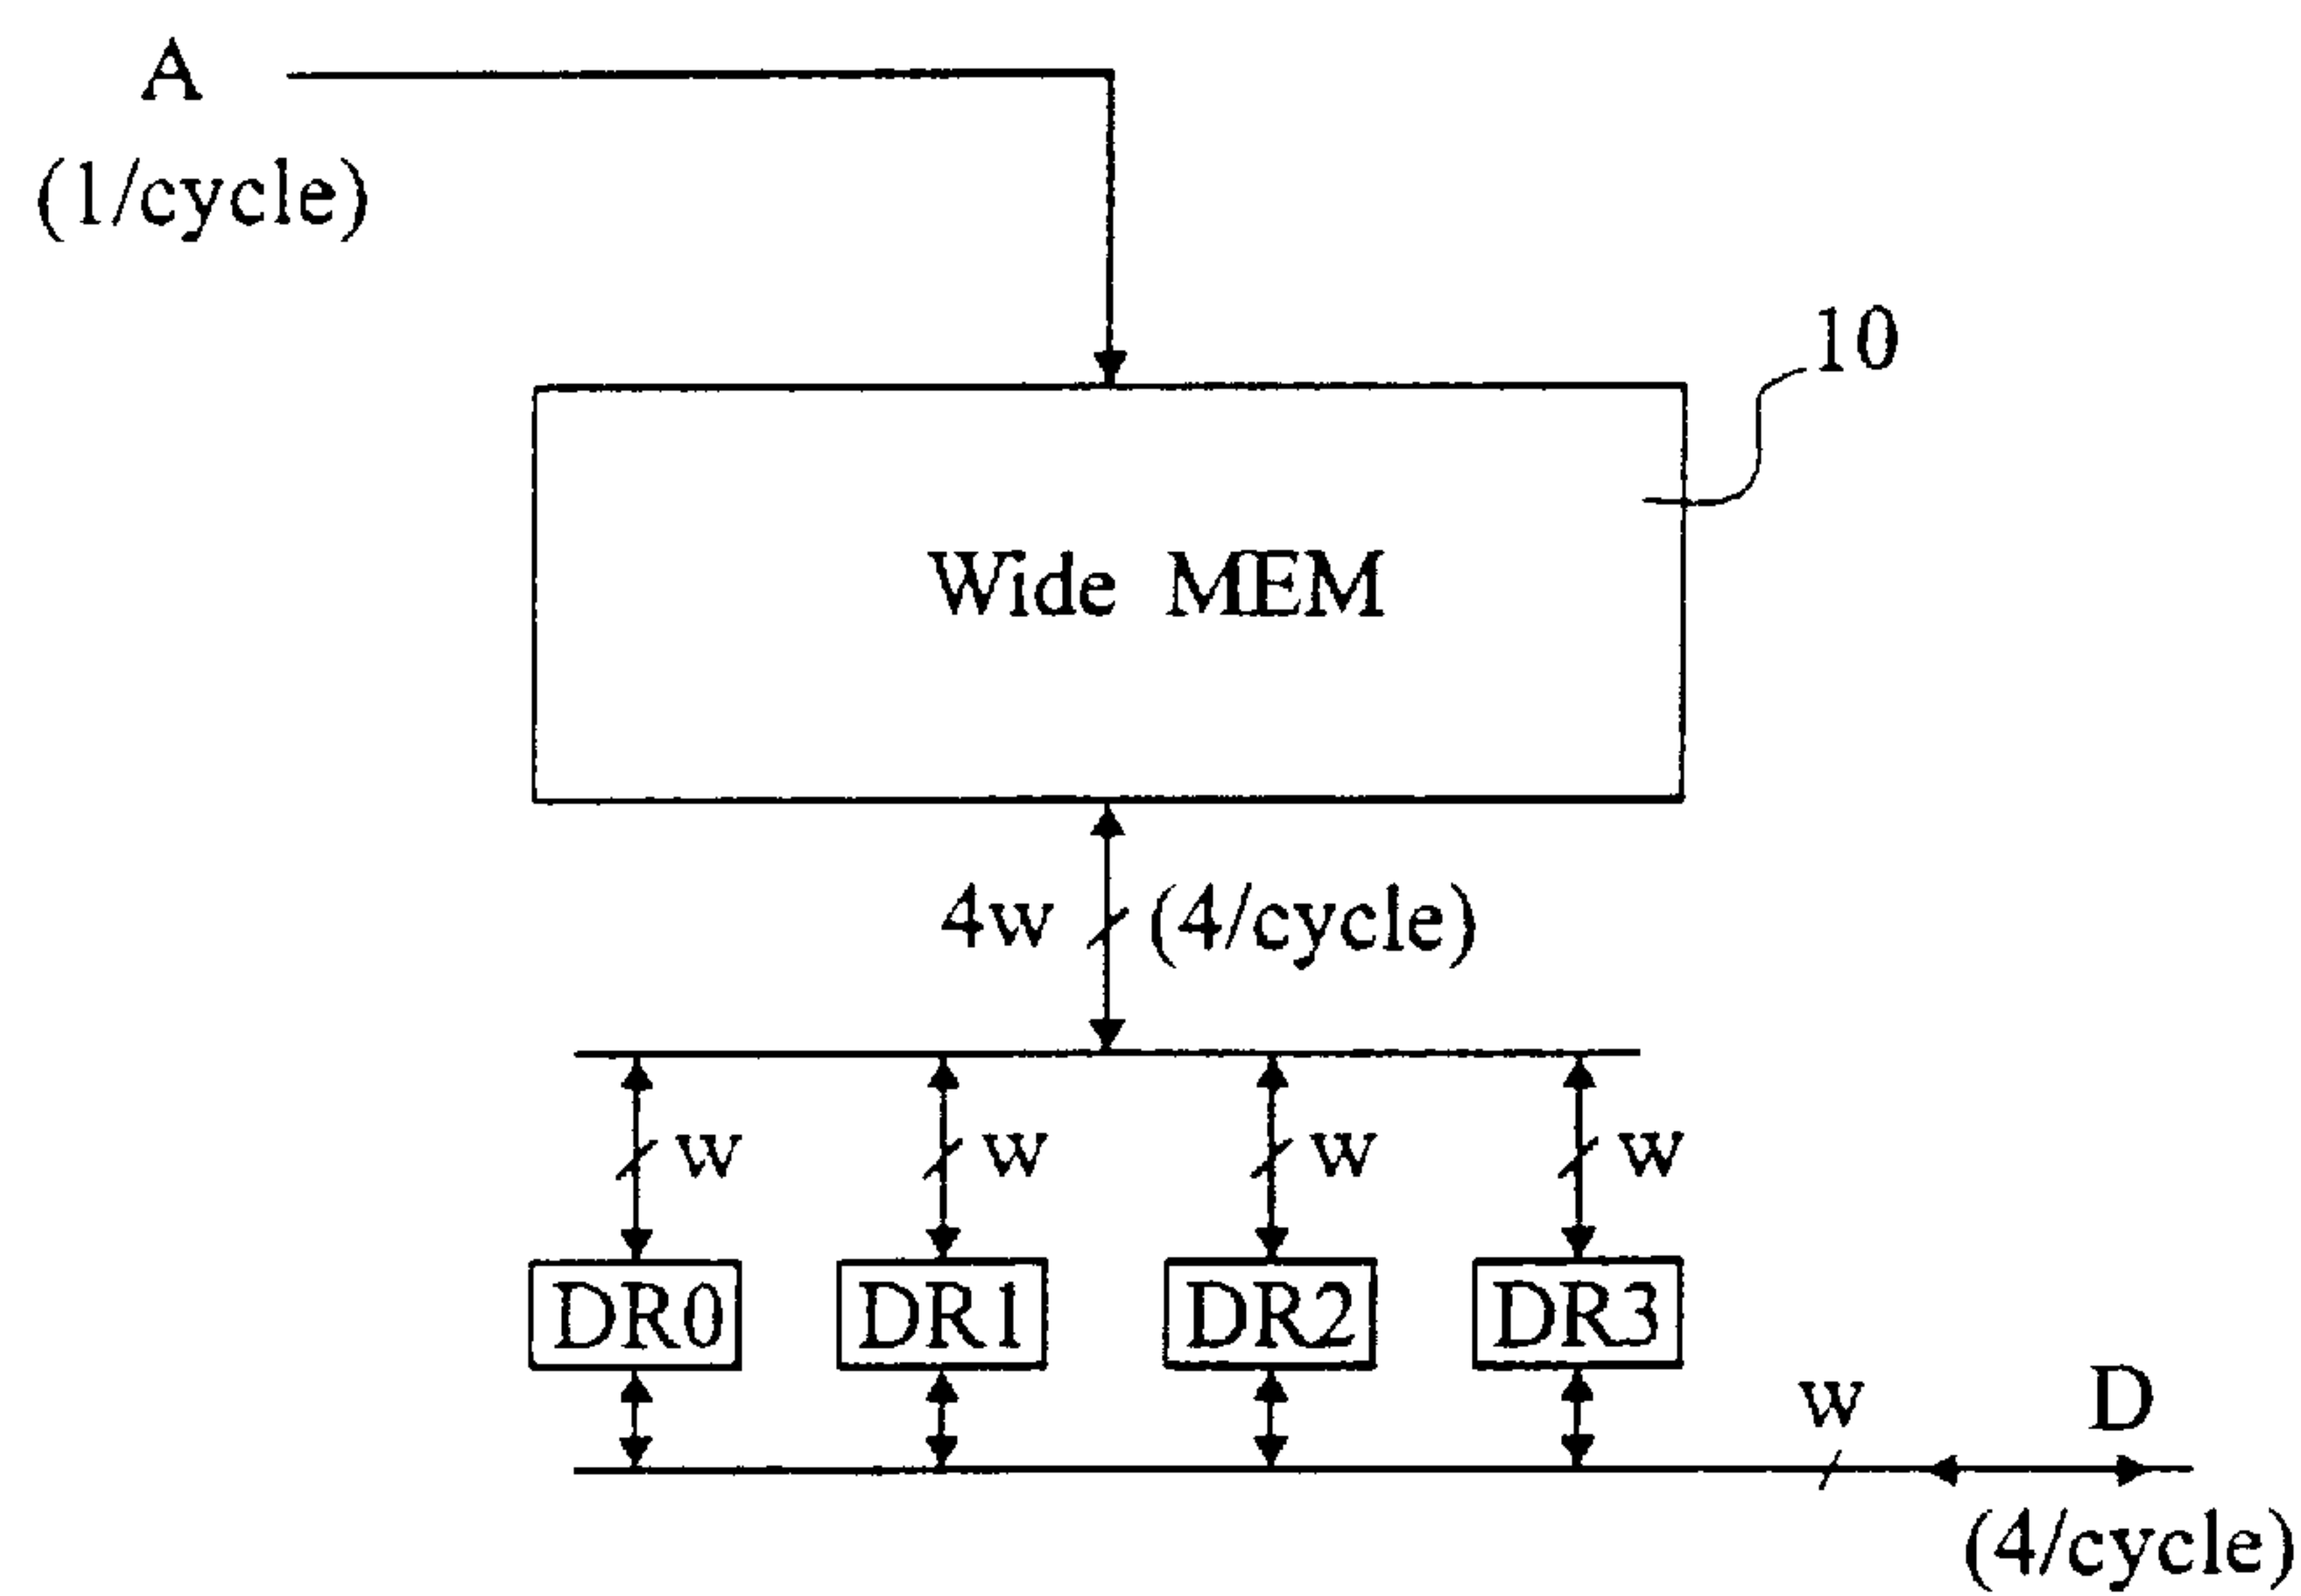 A
(1/cycle)
10
Wide MEM
4w (4/cycle)
w w w w
DR0 DR1 DR2 DR3
w D
(4/cycle)